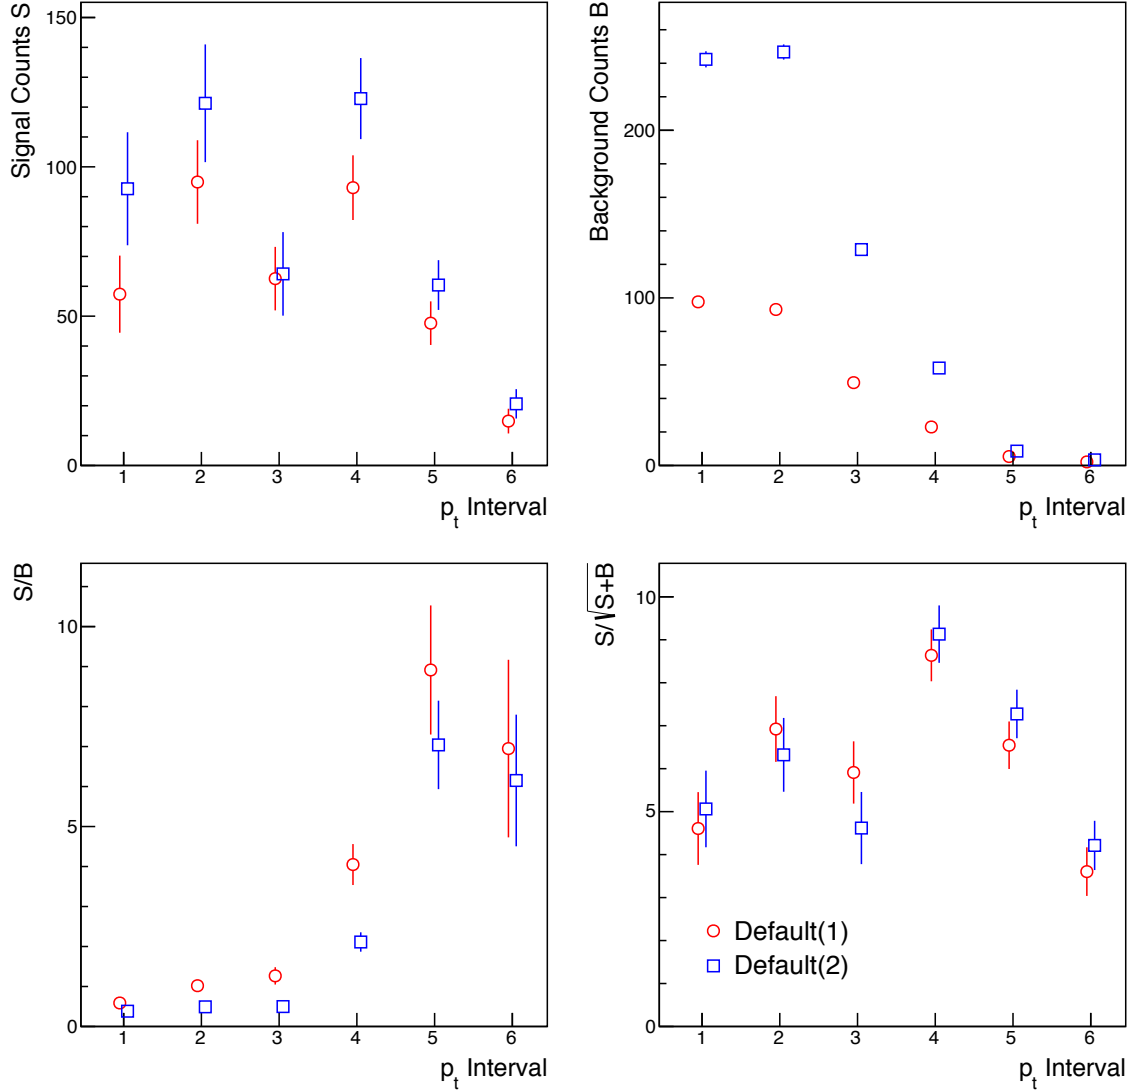 Signal Counts S
150
100
50
0
1 2 3 4 5 6
p_t Interval
Background Counts B
200
100
0
1 2 3 4 5 6
p_t Interval
S/B
10
5
0
1 2 3 4 5 6
p_t Interval
S/√S+B
10
5
0
Default(1)
Default(2)
1 2 3 4 5 6
p_t Interval